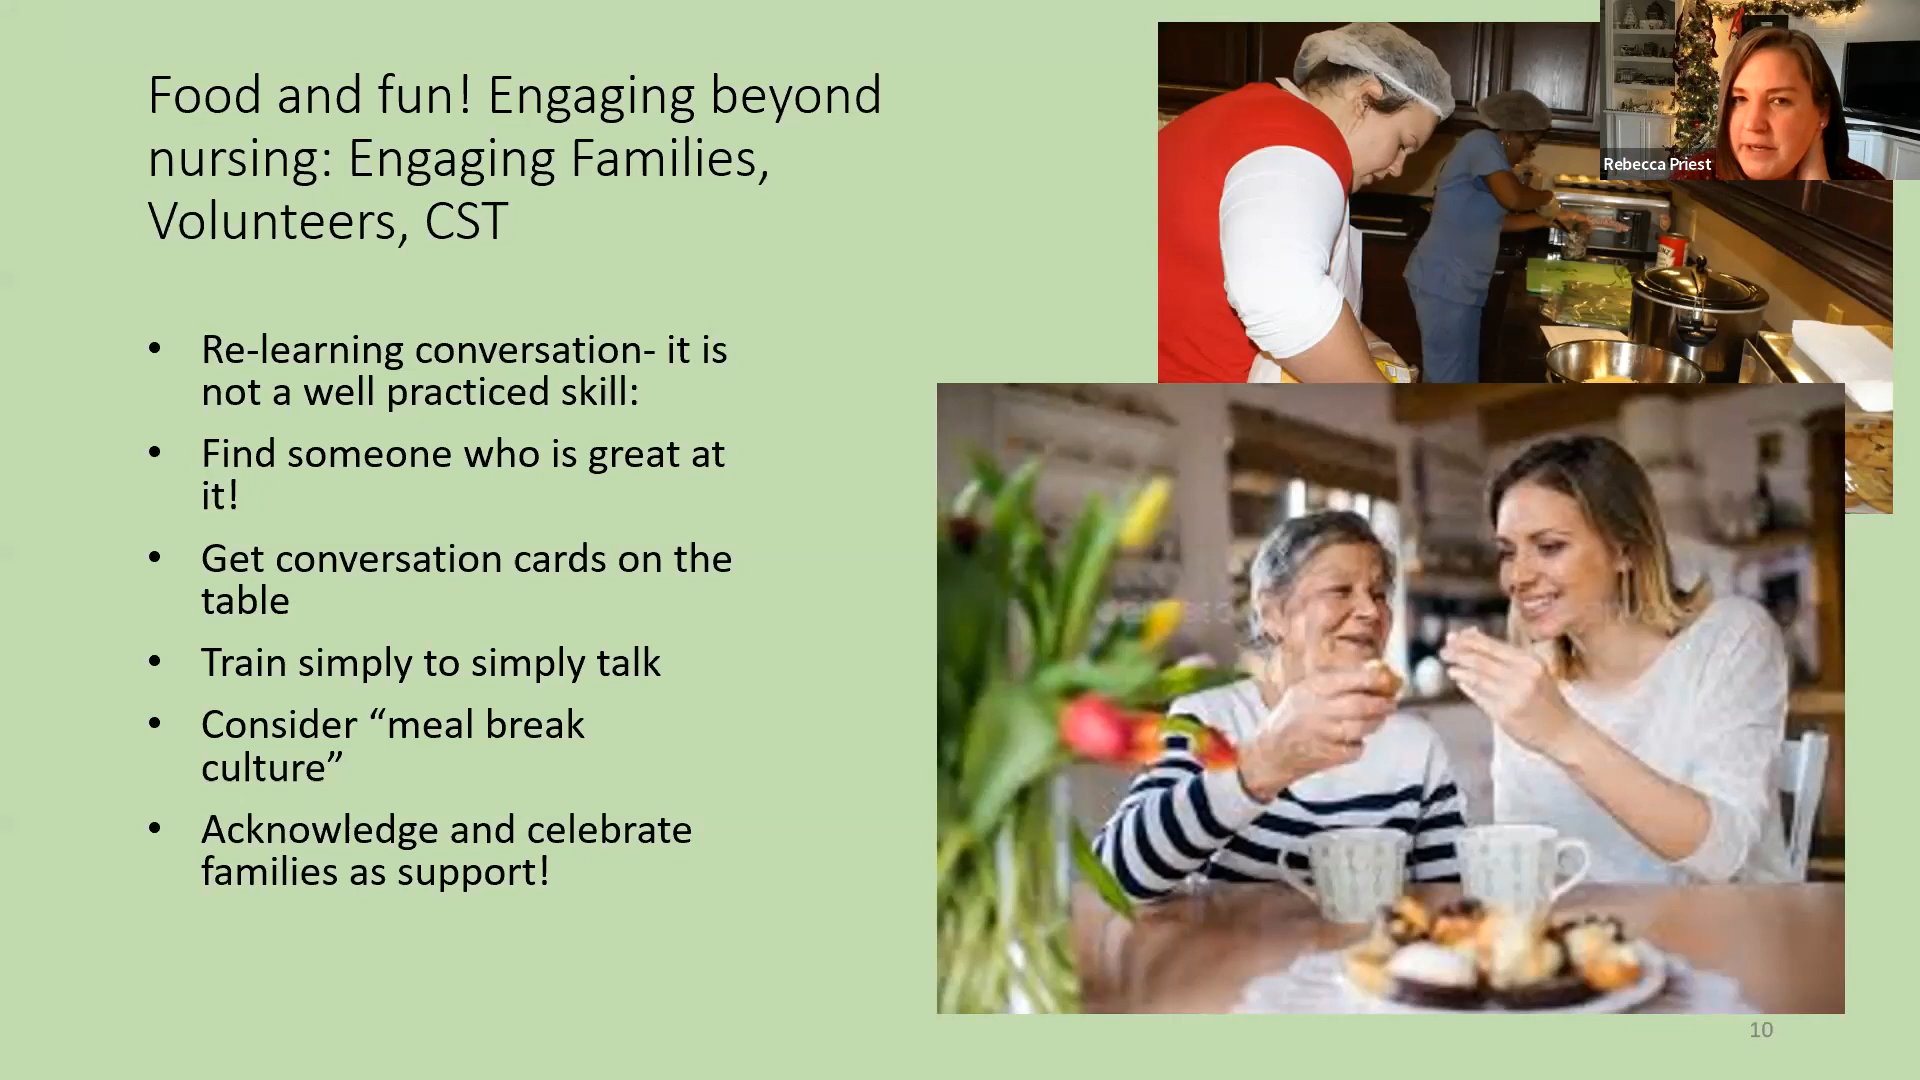 Food and fun! Engaging beyond
nursing: Engaging Families,
Volunteers, CST
• Re-learning conversation- it is
not a well practiced skill:
• Find someone who is great at
it!
• Get conversation cards on the
table
• Train simply to simply talk
• Consider “meal break
culture”
• Acknowledge and celebrate
families as support!
Rebecca Priest
10